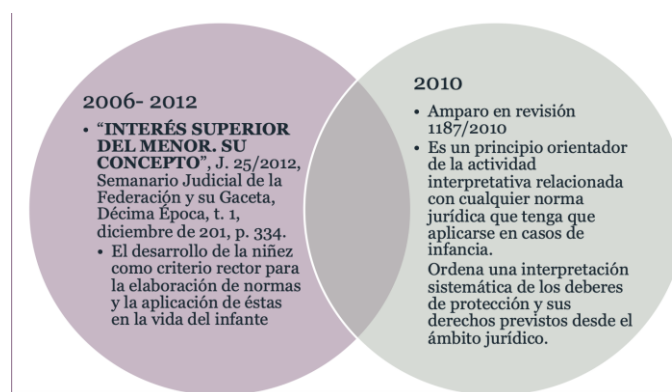 2006- 2012
• “INTERÉS SUPERIOR
DEL MENOR. SU
CONCEPTO”, J. 25/2012,
Semanario Judicial de la
Federación y su Gaceta,
Décima Época, t. 1,
diciembre de 201, p. 334.
• El desarrollo de la niñez
como criterio rector para
la elaboración de normas
y la aplicación de éstas
en la vida del infante
2010
• Amparo en revisión
1187/2010
• Es un principio orientador
de la actividad
interpretativa relacionada
con cualquier norma
jurídica que tenga que
aplicarse en casos de
infancia.
Ordena una interpretación
sistemática de los deberes
de protección y sus
derechos previstos desde el
ámbito jurídico.